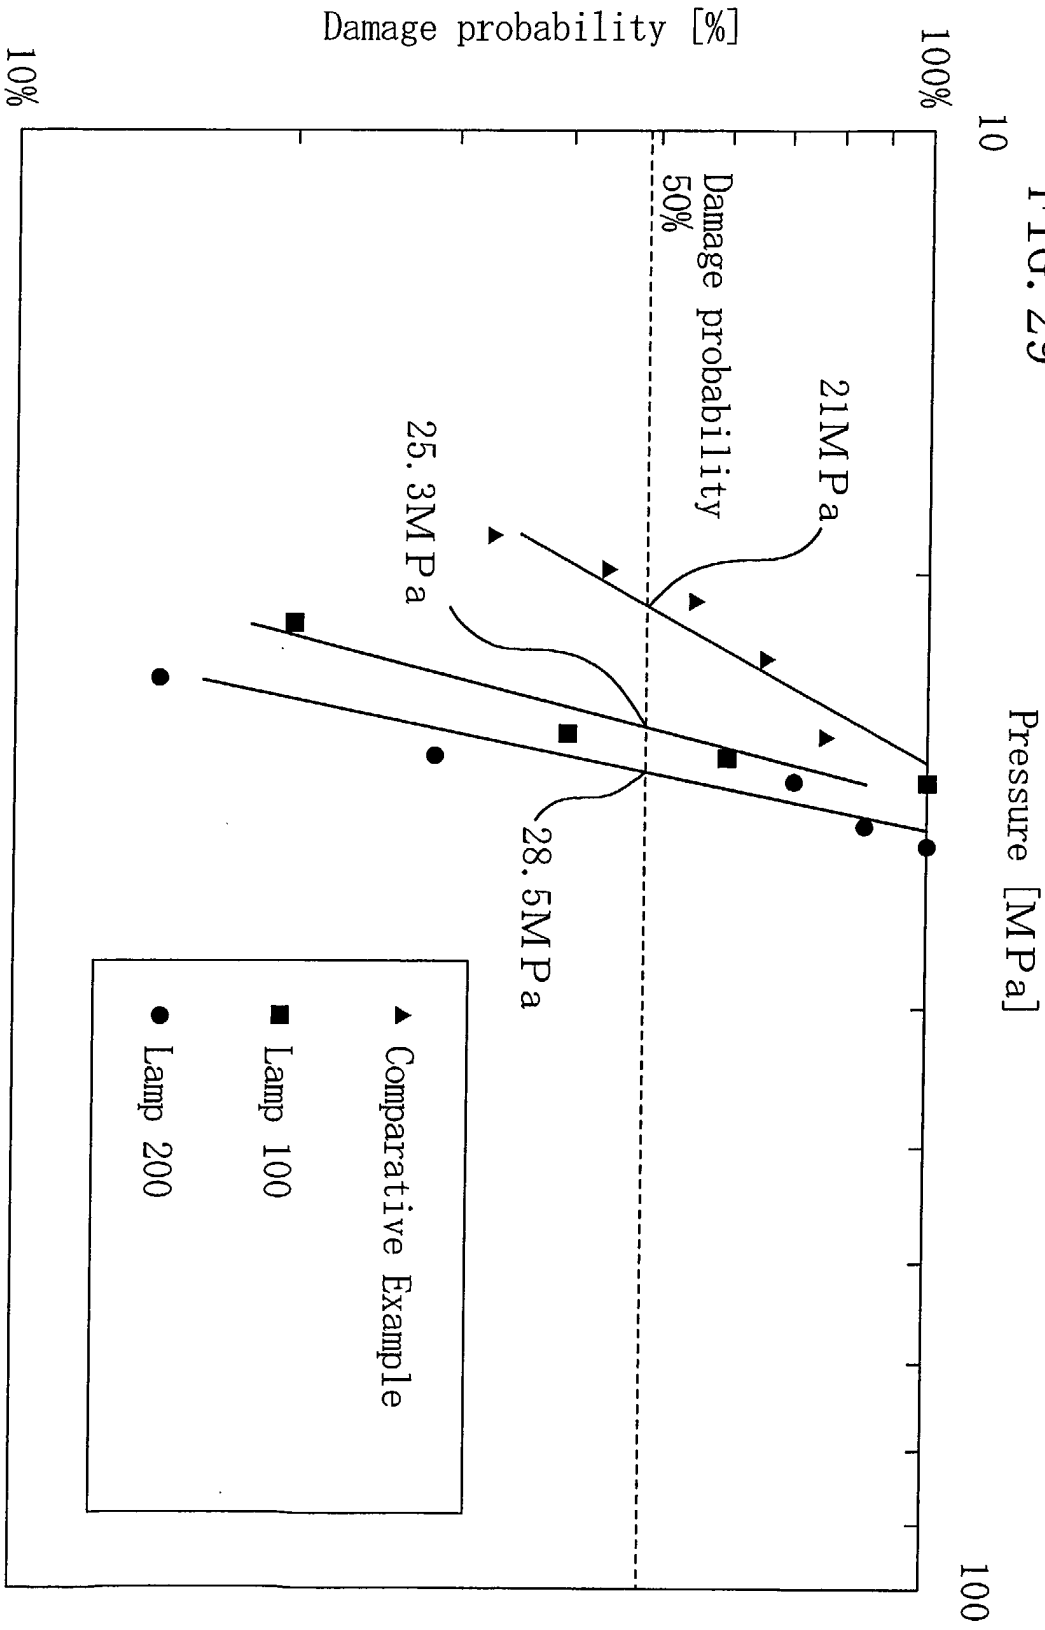 FIG. 29
Pressure [MPa]
10
100
100%
Damage probability [%]
10%
Damage probability
50%
21MPa
25.3MPa
28.5MPa
▲ Comparative Example
■ Lamp 100
● Lamp 200